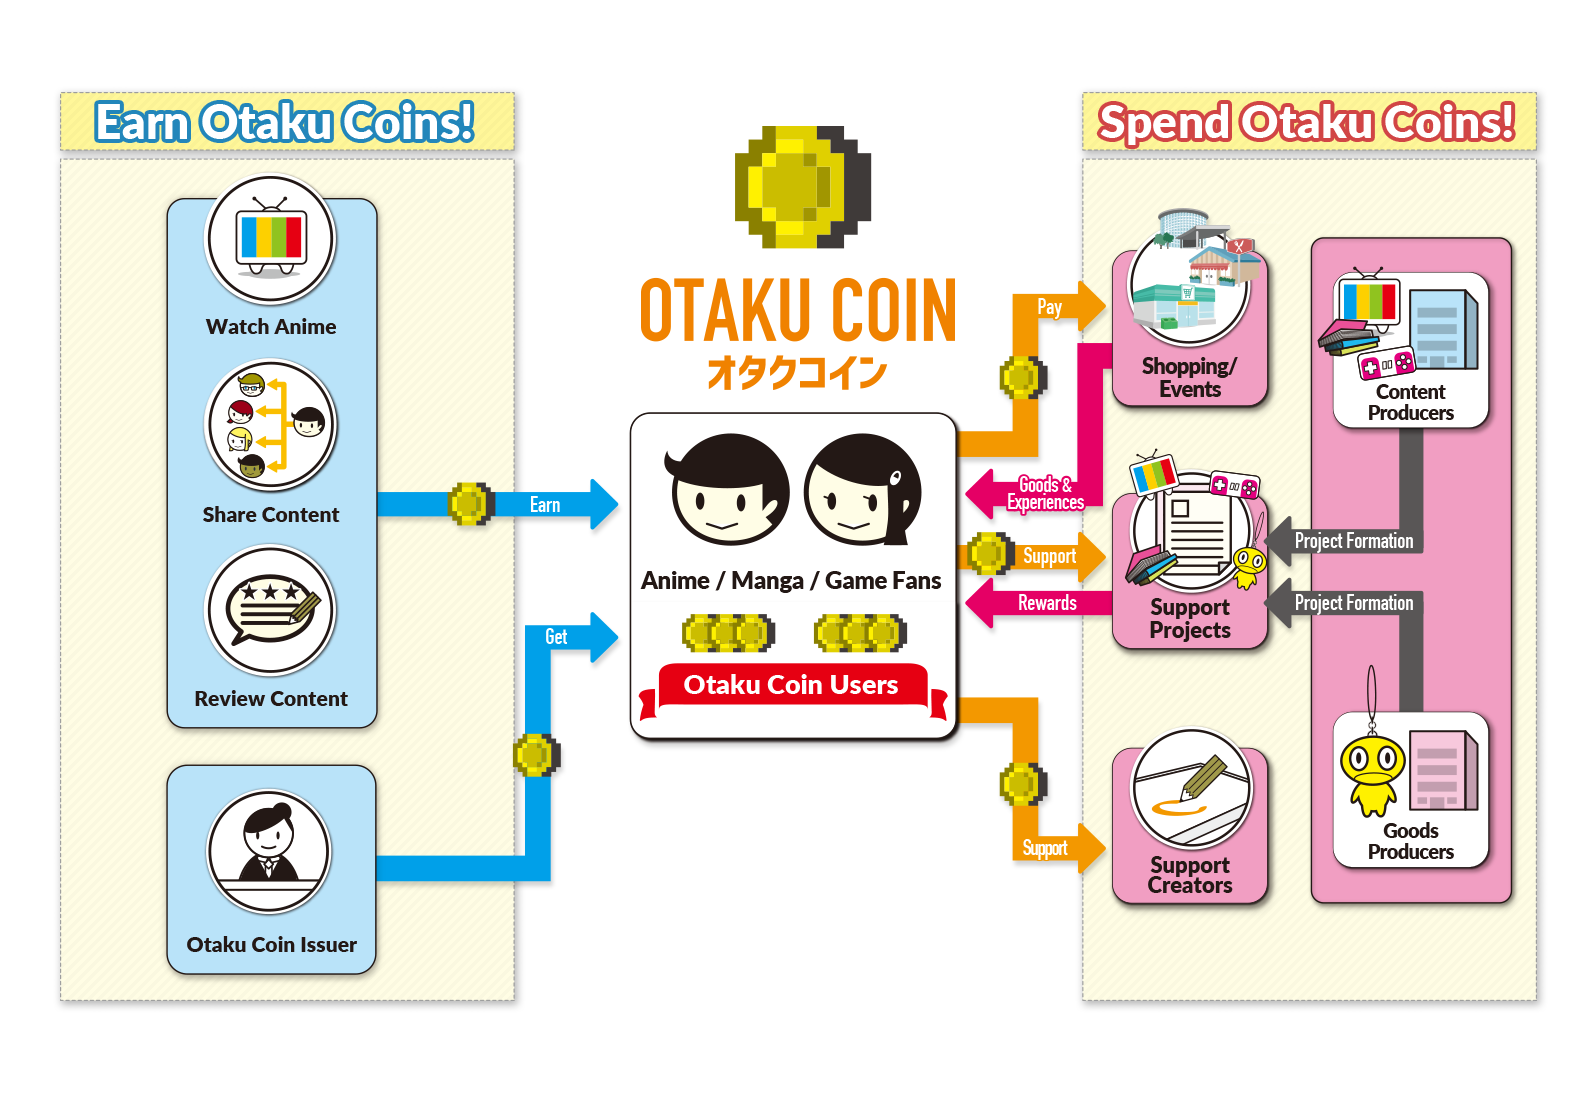 Earn Otaku Coins!
Watch Anime
Share Content
Review Content
Otaku Coin Issuer
Earn
Get
OTAKU COIN
オタクコイン
Anime / Manga / Game Fans
Otaku Coin Users
Pay
Goods &
Experiences
Support
Rewards
Support
Spend Otaku Coins!
Shopping/
Events
Support
Projects
Support
Creators
Content
Producers
Project Formation
Project Formation
Goods
Producers